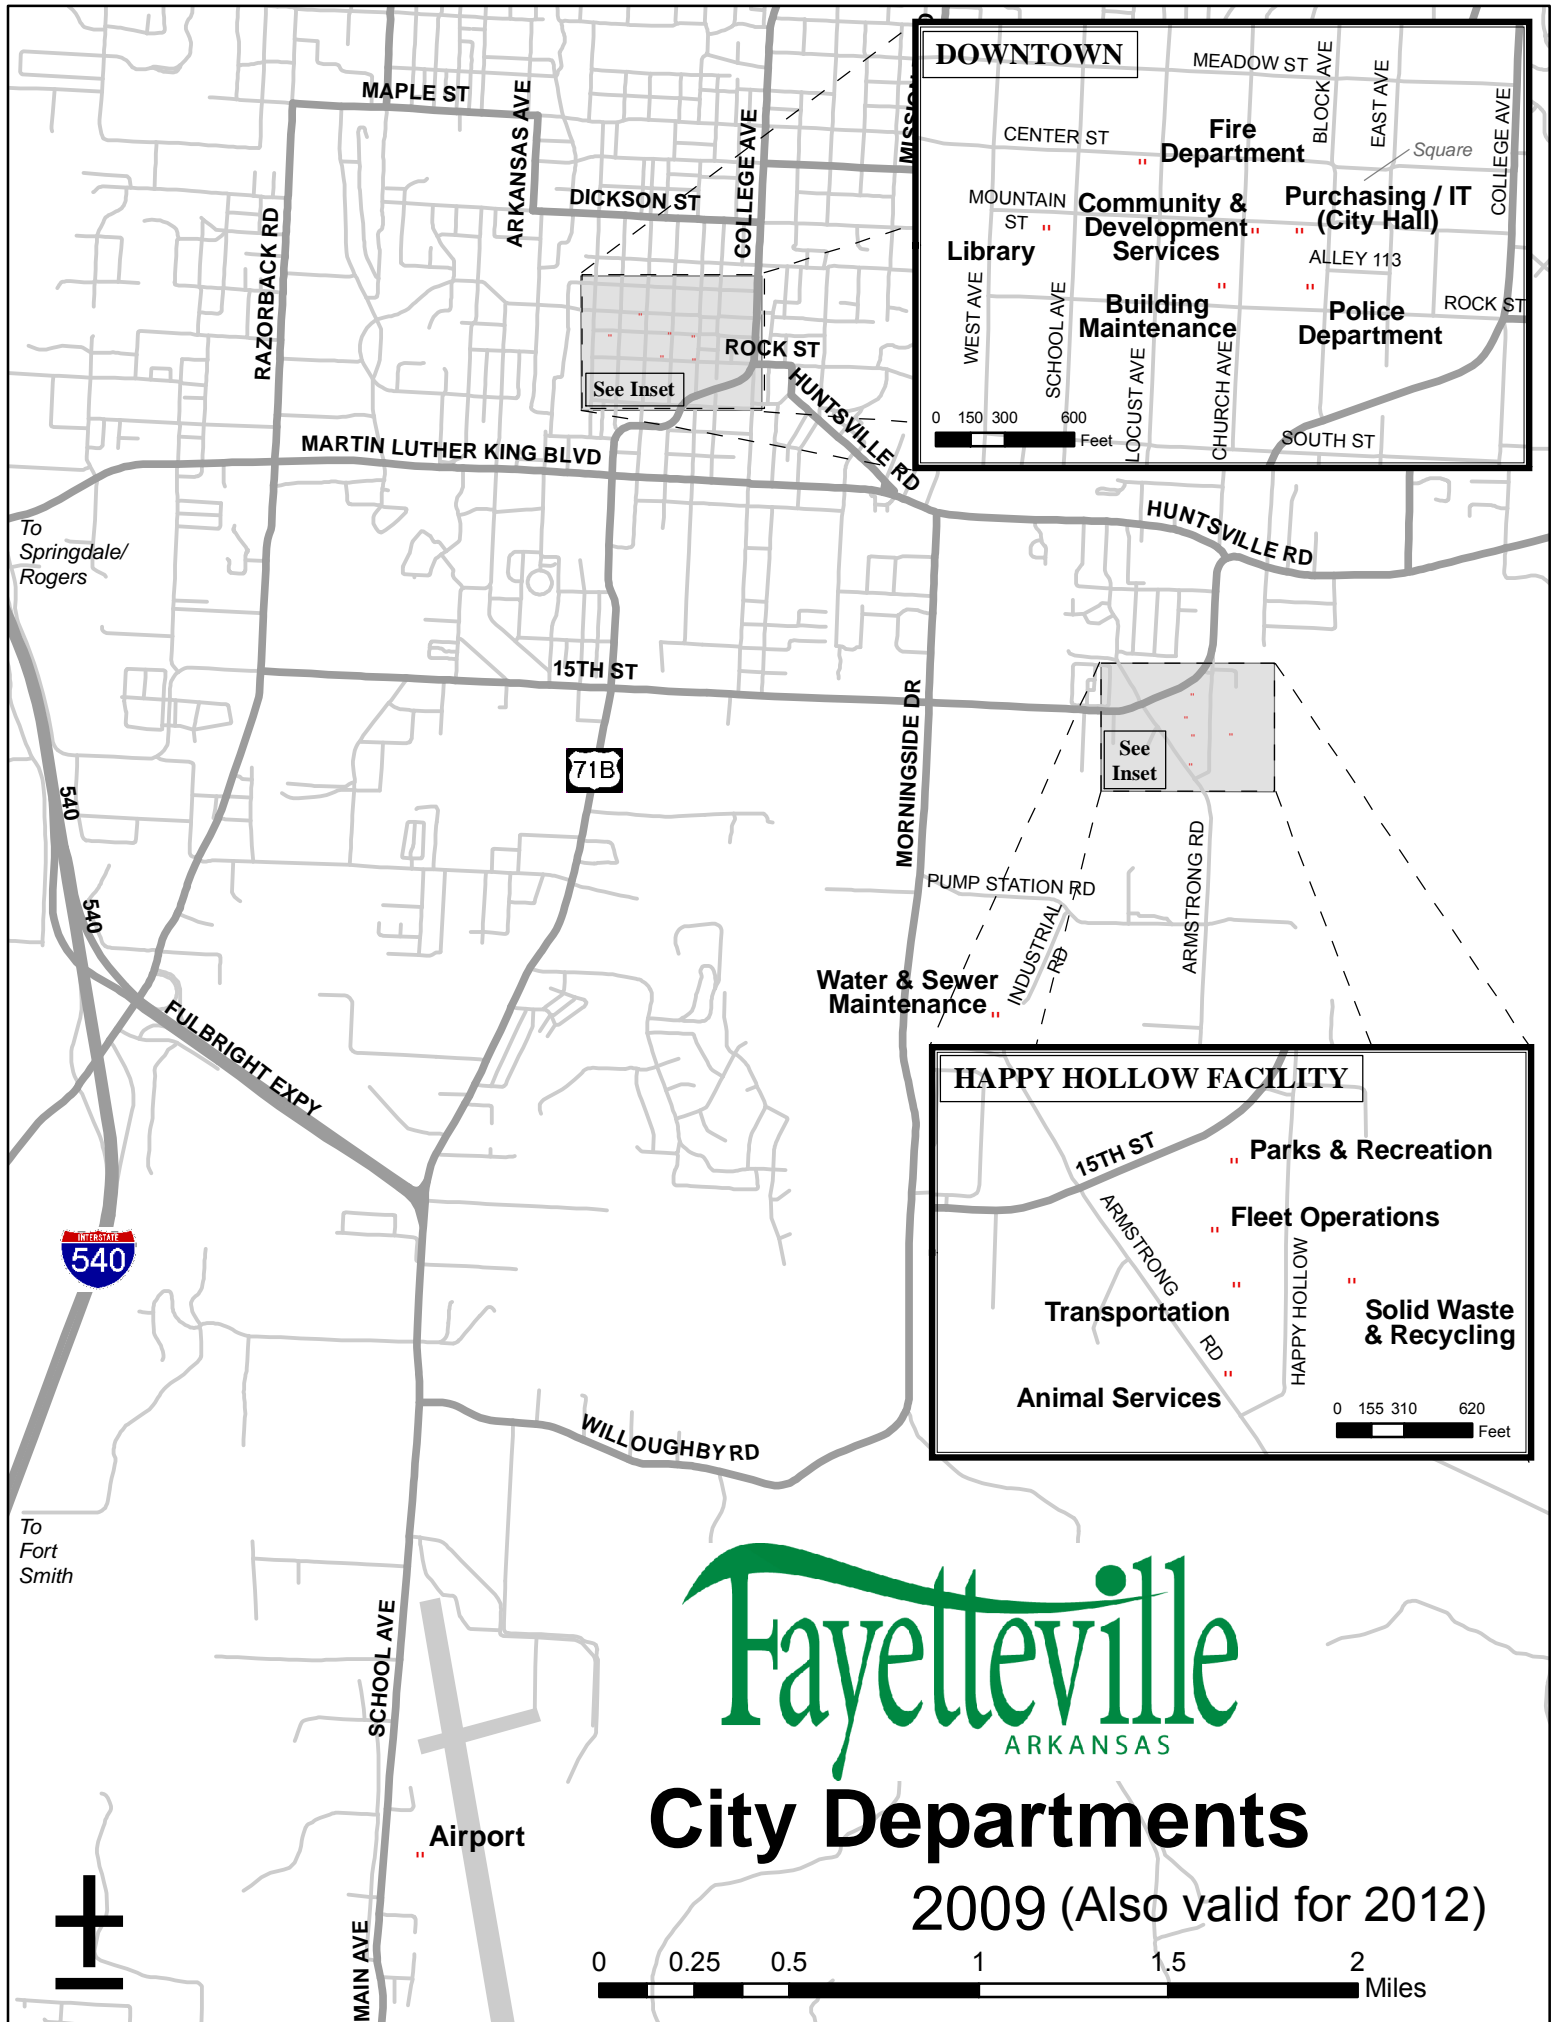 MAPLE ST
ARKANSAS AVE
COLLEGE AVE
DICKSON ST
RAZORBACK RD
ROCK ST
See Inset
HUNTSVILLE RD
MARTIN LUTHER KING BLVD
To
Springdale/
Rogers
HUNTSVILLE RD
15TH ST
71B
MORNINGSIDE DR
See
Inset
540
540
PUMP STATION RD
ARMSTRONG RD
INDUSTRIAL
RD
Water & Sewer
Maintenance
FULBRIGHT EXPY
INTERSTATE
540
WILLOUGHBY RD
To
Fort
Smith
SCHOOL AVE
Airport
MAIN AVE
DOWNTOWN
MEADOW ST
BLOCK AVE
EAST AVE
COLLEGE AVE
CENTER ST
Fire
Department
Square
MOUNTAIN
ST
Community &
Development
Services
Purchasing / IT
(City Hall)
Library
ALLEY 113
WEST AVE
SCHOOL AVE
Building
Maintenance
Police
Department
ROCK ST
LOCUST AVE
CHURCH AVE
SOUTH ST
0 150 300 600
Feet
HAPPY HOLLOW FACILITY
15TH ST
Parks & Recreation
ARMSTRONG
RD
Fleet Operations
HAPPY HOLLOW
Transportation
Solid Waste
& Recycling
Animal Services
0 155 310 620
Feet
Fayetteville
ARKANSAS
City Departments
2009 (Also valid for 2012)
0 0.25 0.5 1 1.5 2
Miles